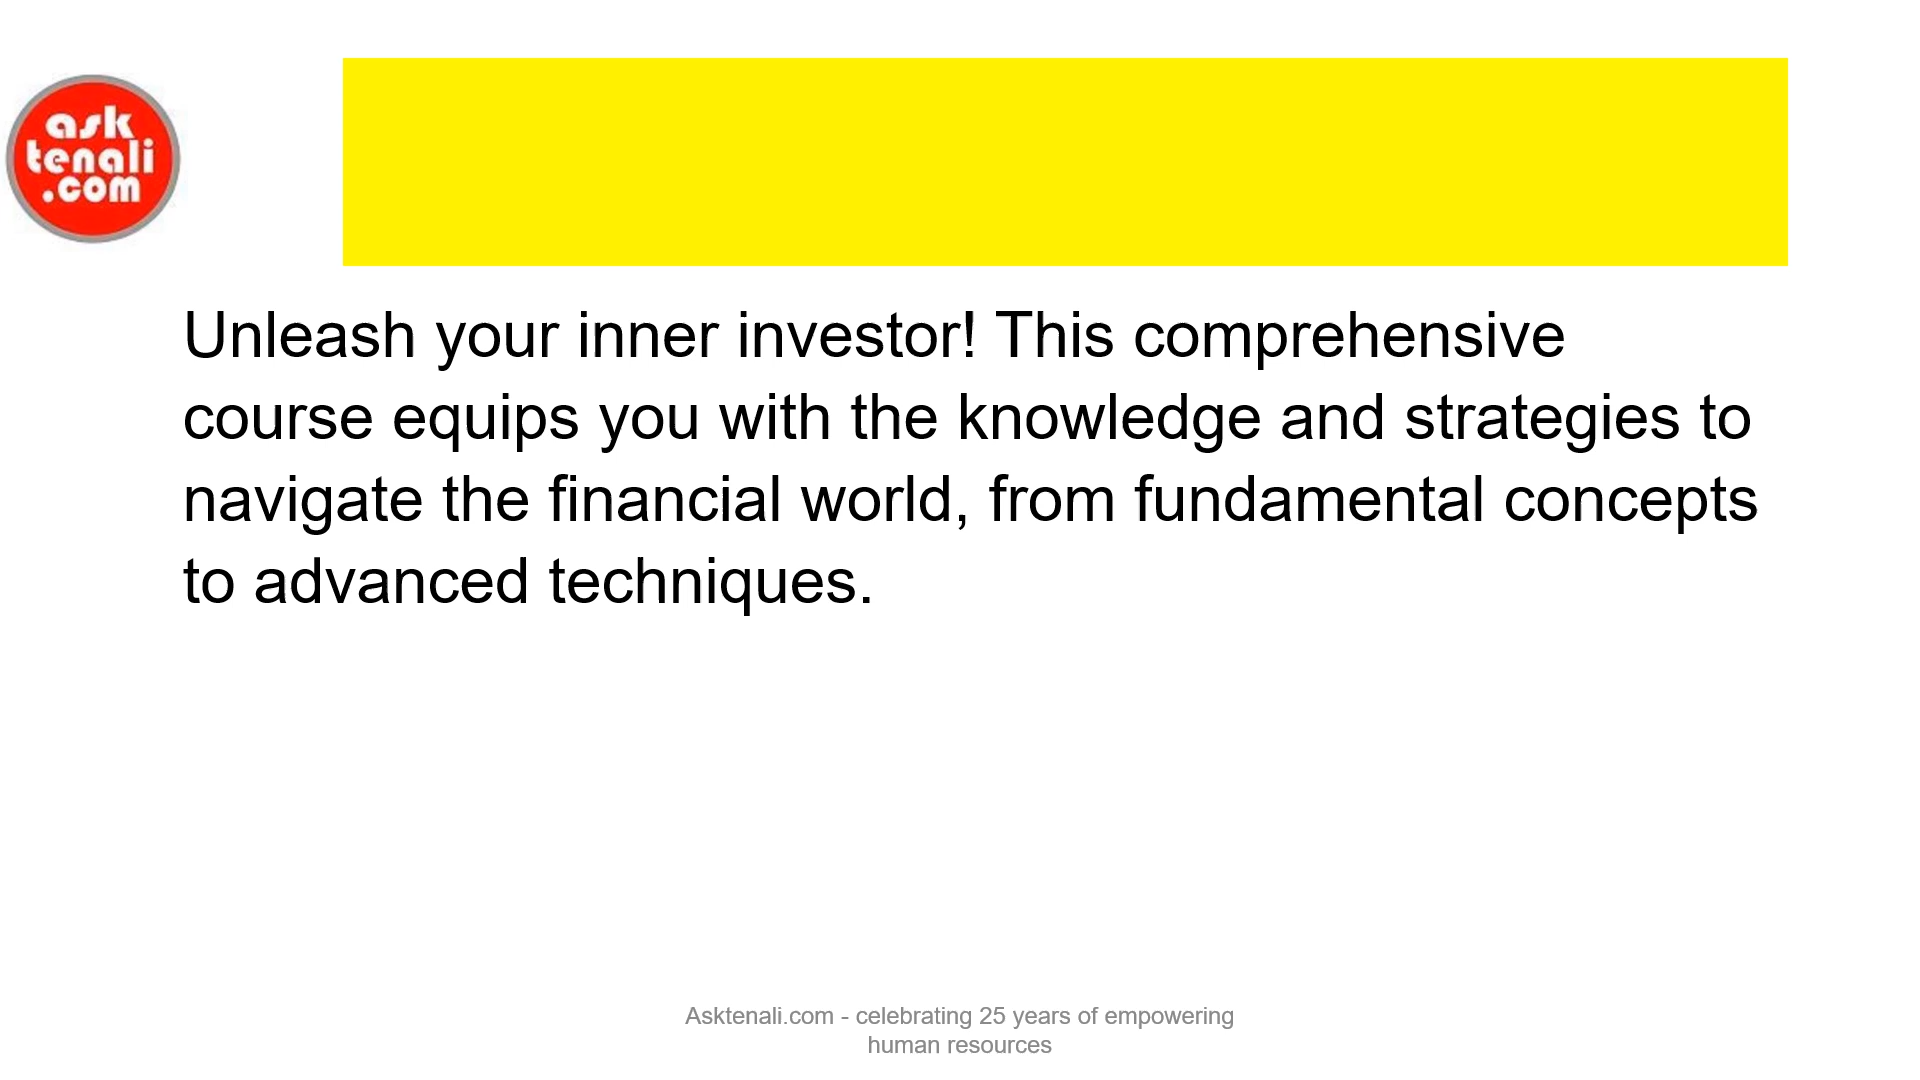 ask
tenali
.com
Unleash your inner investor! This comprehensive
course equips you with the knowledge and strategies to
navigate the financial world, from fundamental concepts
to advanced techniques.
Asktenali.com - celebrating 25 years of empowering
human resources